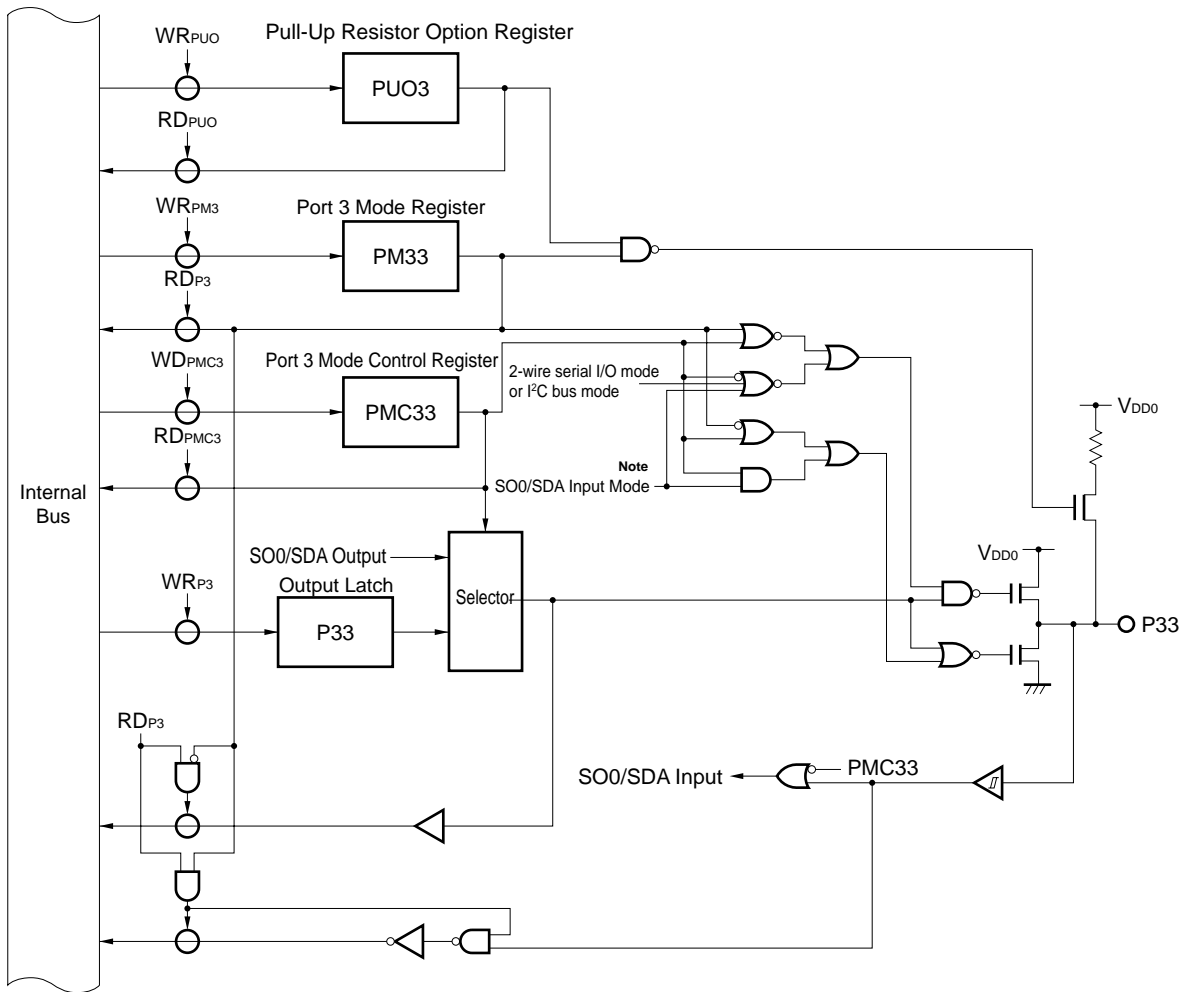 WRPUO
Pull-Up Resistor Option Register
PUO3
RDPUO
WRPM3
Port 3 Mode Register
PM33
RDP3
WDPMC3
Port 3 Mode Control Register
2-wire serial I/O mode
or I²C bus mode
PMC33
VDD0
RDPMC3
Note
SO0/SDA Input Mode
Internal
Bus
SO0/SDA Output
VDD0
WRP3
Output Latch
Selector
P33
P33
RDP3
SO0/SDA Input
PMC33